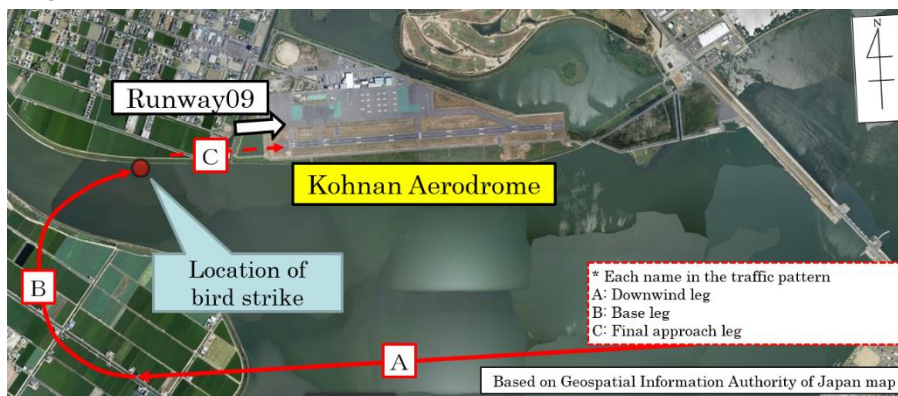 N
Runway09
C
Kohnan Aerodrome
Location of
bird strike
B
* Each name in the traffic pattern
A: Downwind leg
B: Base leg
C: Final approach leg
A
Based on Geospatial Information Authority of Japan map